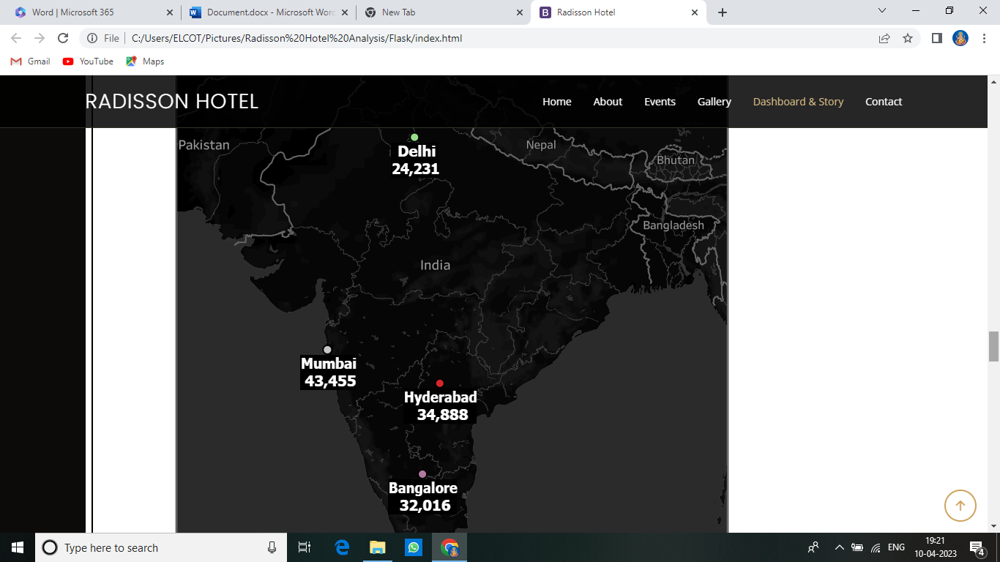 Word | Microsoft 365
Document.docx - Microsoft Word
New Tab
Radisson Hotel
File
C:/Users/ELCOT/Pictures/Radisson%20Hotel%20Analysis/Flask/index.html
Gmail
YouTube
Maps
RADISSON HOTEL
Home
About
Events
Gallery
Dashboard & Story
Contact
Pakistan
Delhi
24,231
Nepal
Bhutan
Bangladesh
India
Mumbai
43,455
Hyderabad
34,888
Bangalore
32,016
Type here to search
ENG
19:21
10-04-2023
4